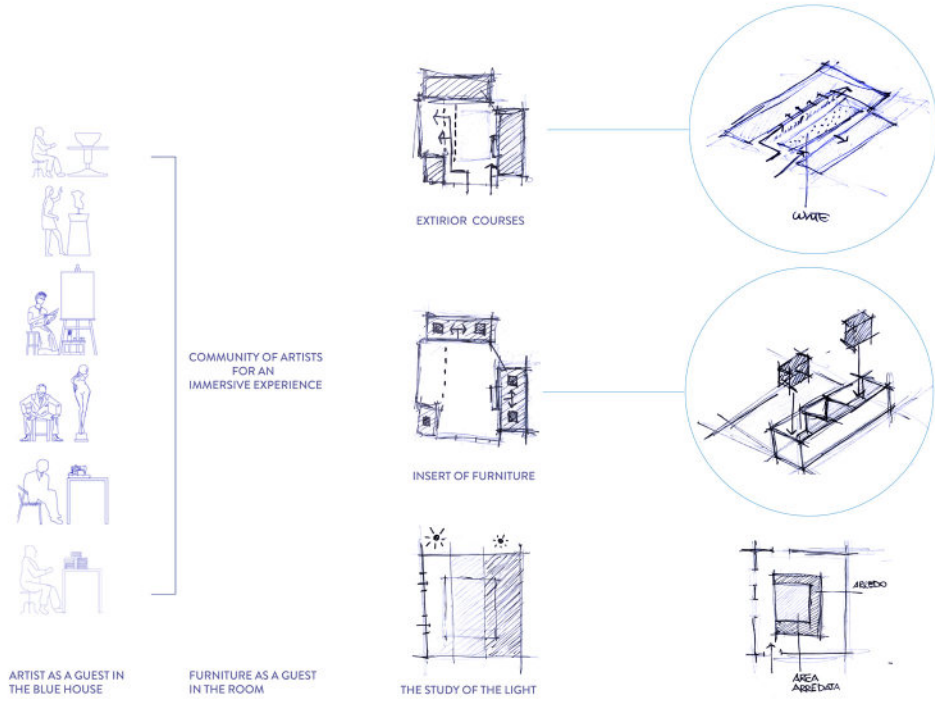 EXTIRIOR COURSES
WHITE
COMMUNITY OF ARTISTS
FOR AN
IMMERSIVE EXPERIENCE
INSERT OF FURNITURE
ARREDO
ARTIST AS A GUEST IN
THE BLUE HOUSE
FURNITURE AS A GUEST
IN THE ROOM
THE STUDY OF THE LIGHT
AREA
ARREDATA